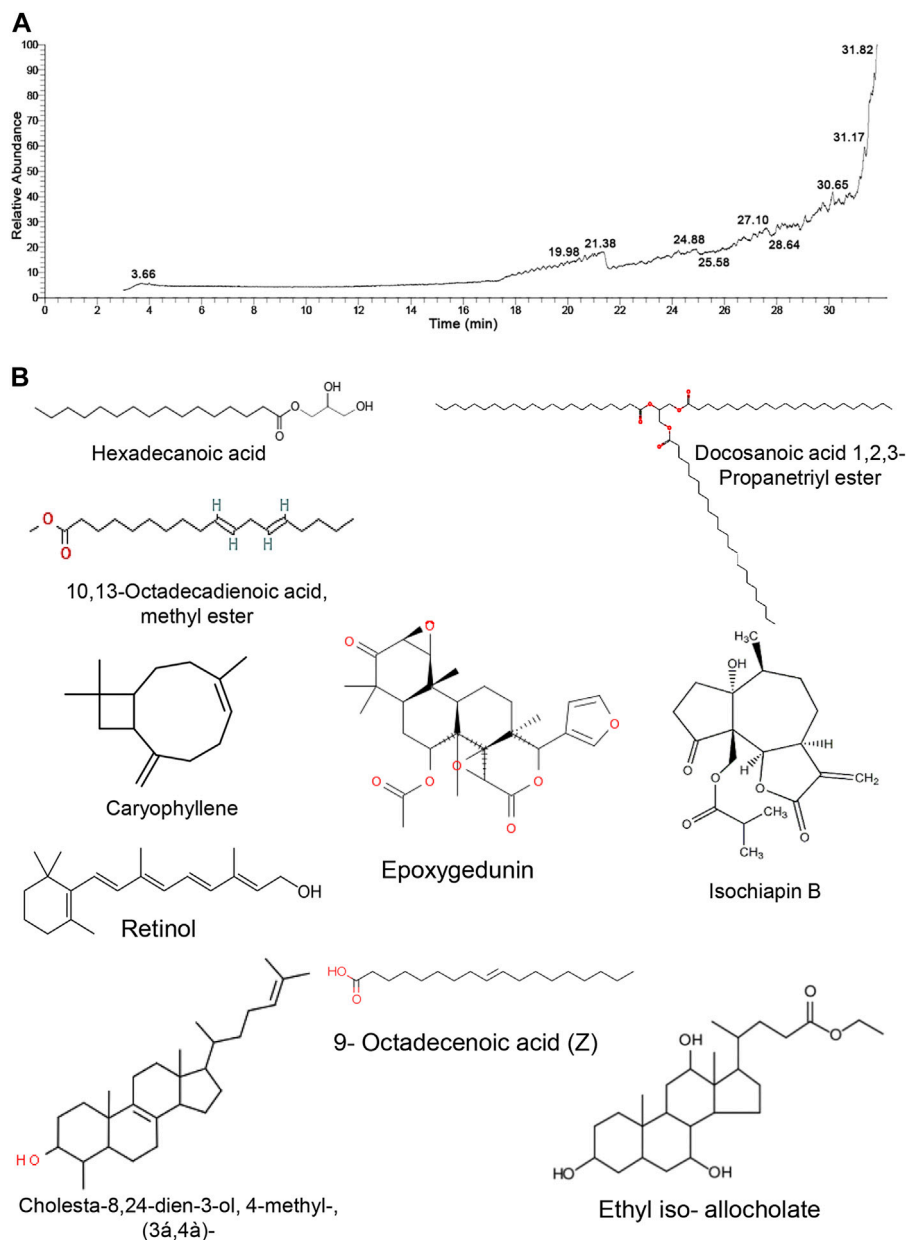 A
100
90
80
70
60
50
40
30
20
10
0
Relative Abundance
3.66
19.98
21.38
24.88
25.58
27.10
28.64
30.65
31.17
31.82
0 2 4 6 8 10 12 14 16 18 20 22 24 26 28 30
Time (min)
B
OH
O
OH
O
Hexadecanoic acid
O
O
O
O
O
O
Docosanoic acid 1,2,3-
Propanetriyl ester
O
O
H
H
H
H
10,13-Octadecadienoic acid,
methyl ester
Caryophyllene
O
O
O
O
O
O
O
O
Epoxygedunin
H₃C
OH
O
H
H
O
O
CH₂
O
O
CH₃
CH₃
Isochiapin B
OH
Retinol
HO
O
9- Octadecenoic acid (Z)
HO
Cholesta-8,24-dien-3-ol, 4-methyl-,
(3á,4à)-
O
O
OH
HO
OH
Ethyl iso- allocholate